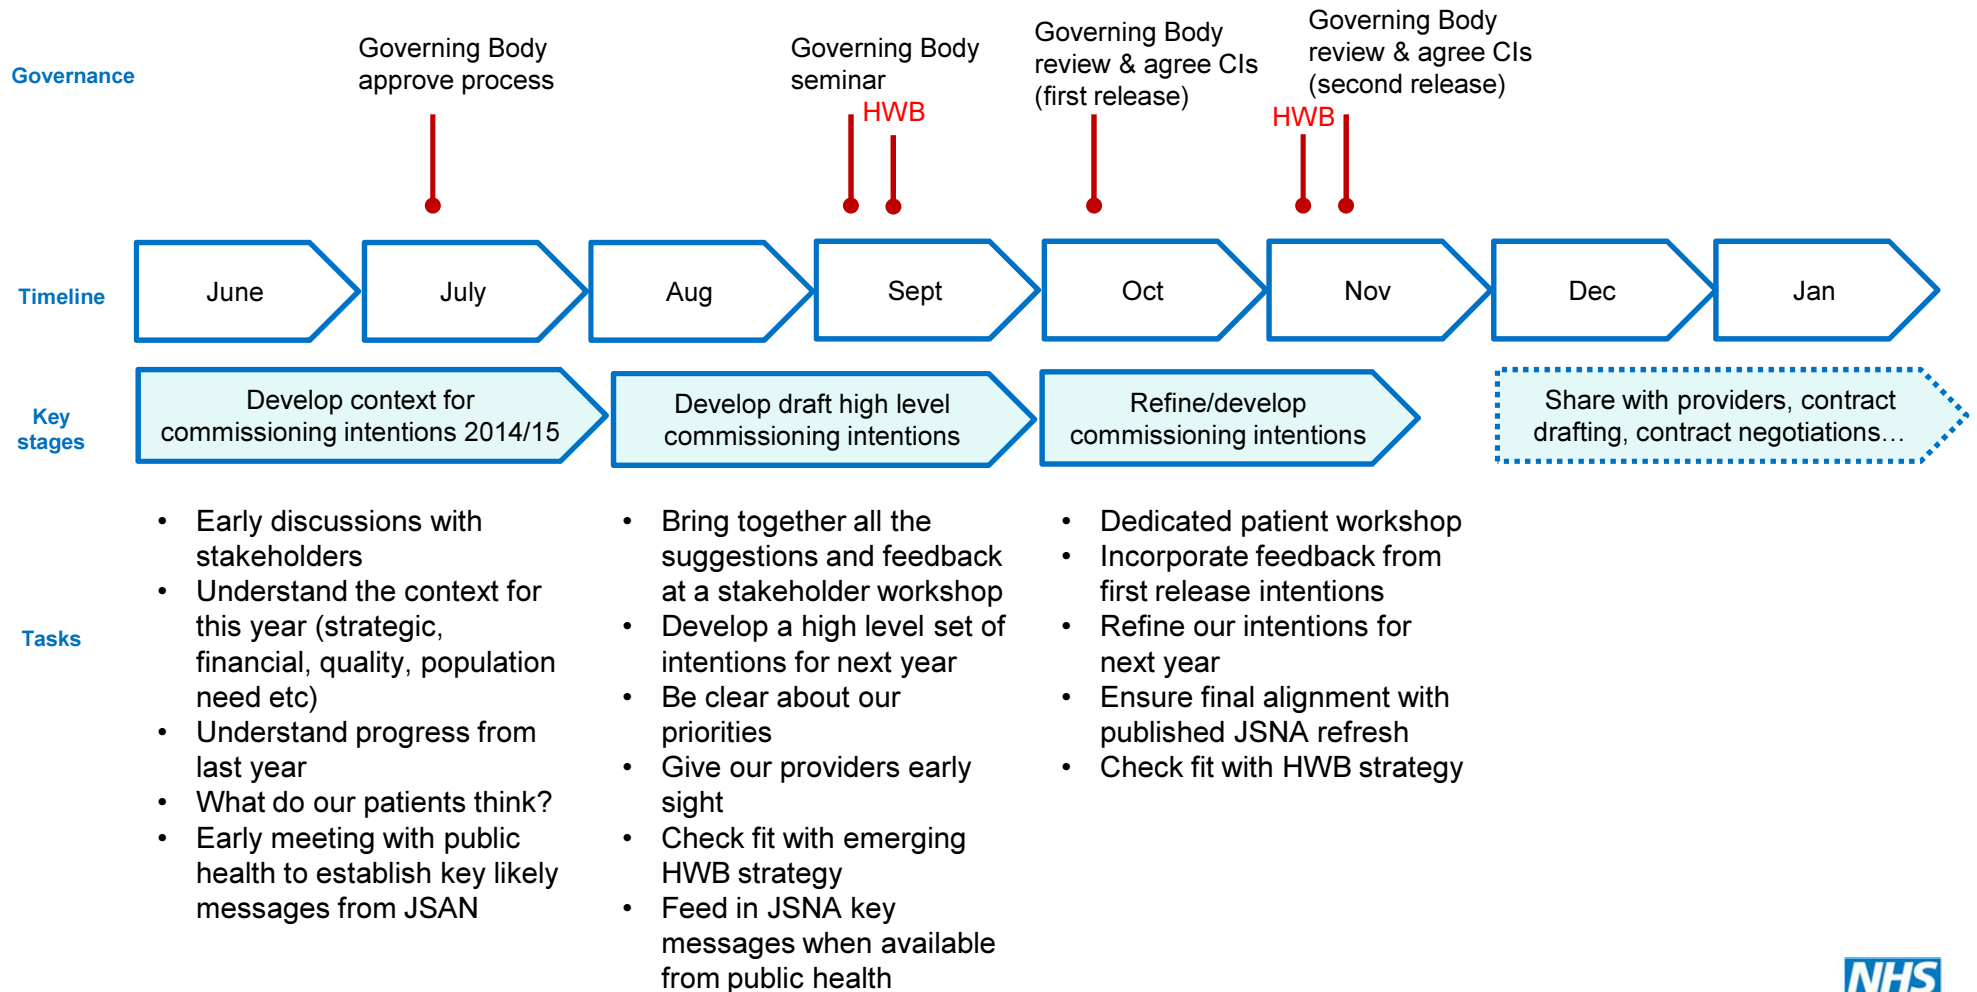 Governance
Governing Body
approve process
Governing Body
seminar
HWB
Governing Body
review & agree CIs
(first release)
HWB
Governing Body
review & agree CIs
(second release)
Timeline
June
July
Aug
Sept
Oct
Nov
Dec
Jan
Key
stages
Develop context for
commissioning intentions 2014/15
Develop draft high level
commissioning intentions
Refine/develop
commissioning intentions
Share with providers, contract
drafting, contract negotiations…
Tasks
• Early discussions with
stakeholders
• Understand the context for
this year (strategic,
financial, quality, population
need etc)
• Understand progress from
last year
• What do our patients think?
• Early meeting with public
health to establish key likely
messages from JSAN
• Bring together all the
suggestions and feedback
at a stakeholder workshop
• Develop a high level set of
intentions for next year
• Be clear about our
priorities
• Give our providers early
sight
• Check fit with emerging
HWB strategy
• Feed in JSNA key
messages when available
from public health
• Dedicated patient workshop
• Incorporate feedback from
first release intentions
• Refine our intentions for
next year
• Ensure final alignment with
published JSNA refresh
• Check fit with HWB strategy
NHS